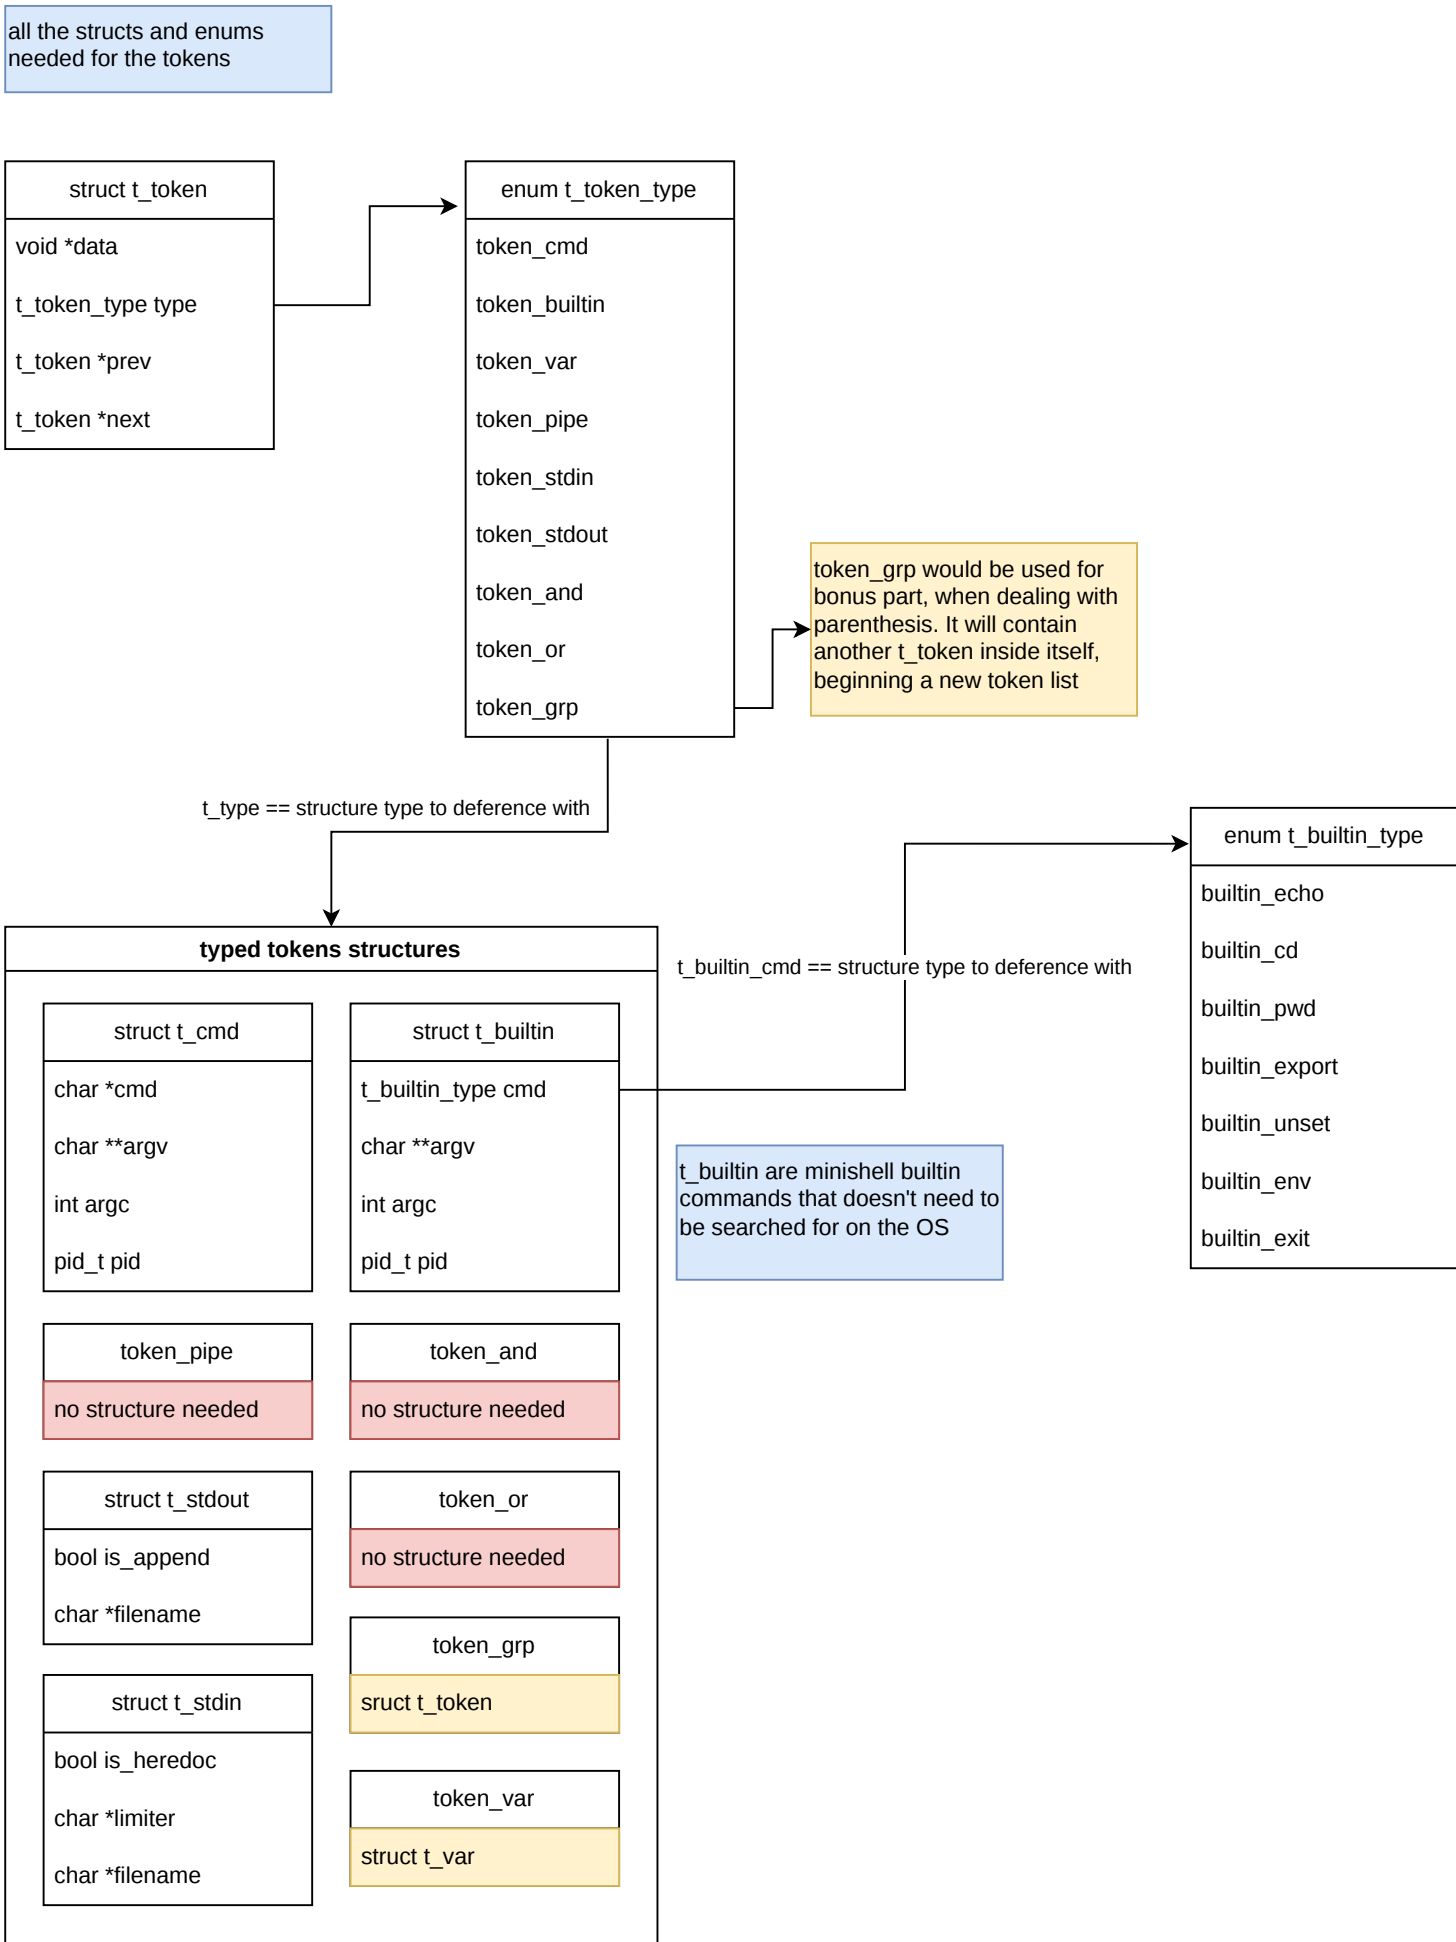 all the structs and enums
needed for the tokens
struct t_token
void *data
t_token_type type
t_token *prev
t_token *next
enum t_token_type
token_cmd
token_builtin
token_var
token_pipe
token_stdin
token_stdout
token_and
token_or
token_grp
token_grp would be used for
bonus part, when dealing with
parenthesis. It will contain
another t_token inside itself,
beginning a new token list
t_type == structure type to deference with
enum t_builtin_type
builtin_echo
builtin_cd
builtin_pwd
builtin_export
builtin_unset
builtin_env
builtin_exit
typed tokens structures
t_builtin_cmd == structure type to deference with
struct t_cmd
char *cmd
char **argv
int argc
pid_t pid
struct t_builtin
t_builtin_type cmd
char **argv
int argc
pid_t pid
t_builtin are minishell builtin
commands that doesn't need to
be searched for on the OS
token_pipe
no structure needed
token_and
no structure needed
struct t_stdout
bool is_append
char *filename
token_or
no structure needed
token_grp
sruct t_token
struct t_stdin
bool is_heredoc
char *limiter
char *filename
token_var
struct t_var